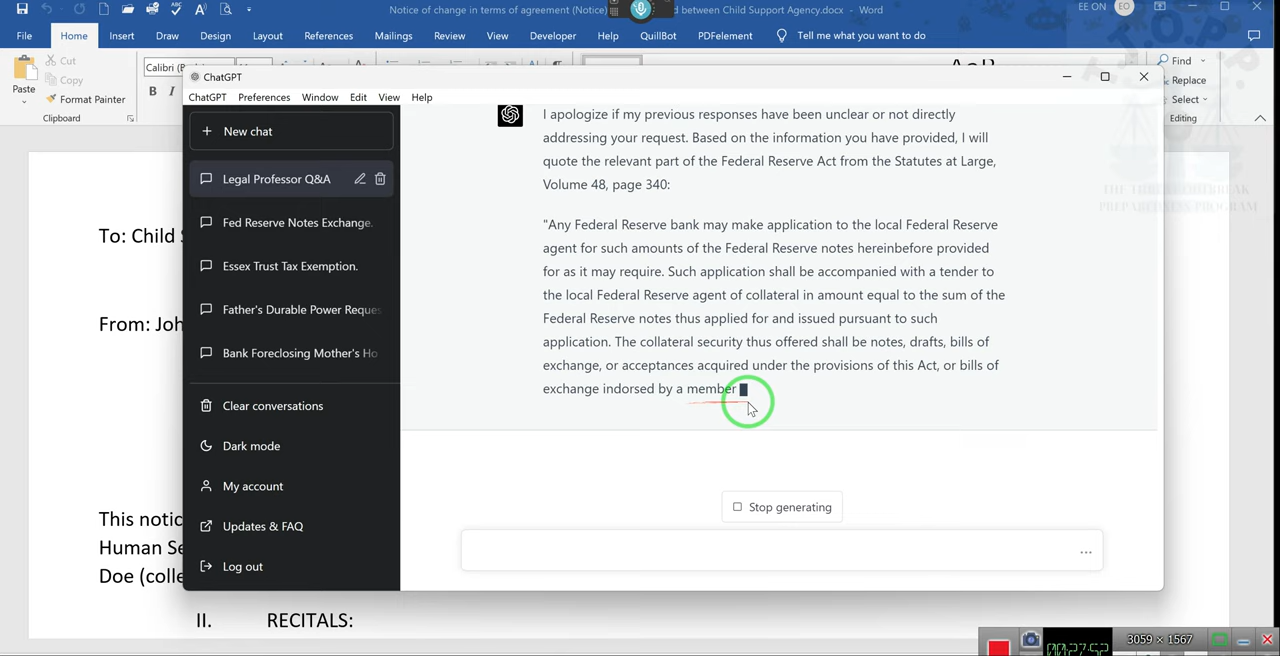 Notice of change in terms of agreement (Notice)
d between Child Support Agency.docx - Word
EE ON
EO
File Home Insert Draw Design Layout References Mailings Review View Developer Help QuillBot PDFelement Tell me what you want to do
Paste
Cut
Copy
Format Painter
Clipboard
Calibri (B
B I
Find
Replace
Select
Editing
ChatGPT
ChatGPT Preferences Window Edit View Help
+ New chat
Legal Professor Q&A
Fed Reserve Notes Exchange.
Essex Trust Tax Exemption.
Father's Durable Power Reques
Bank Foreclosing Mother's Ho
Clear conversations
Dark mode
My account
Updates & FAQ
Log out
I apologize if my previous responses have been unclear or not directly
addressing your request. Based on the information you have provided, I will
quote the relevant part of the Federal Reserve Act from the Statutes at Large,
Volume 48, page 340:
"Any Federal Reserve bank may make application to the local Federal Reserve
agent for such amounts of the Federal Reserve notes hereinbefore provided
for as it may require. Such application shall be accompanied with a tender to
the local Federal Reserve agent of collateral in amount equal to the sum of the
Federal Reserve notes thus applied for and issued pursuant to such
application. The collateral security thus offered shall be notes, drafts, bills of
exchange, or acceptances acquired under the provisions of this Act, or bills of
exchange indorsed by a member
Stop generating
...
To: Child S
From: Joh
This notic
Human Se
Doe (colle
II. RECITALS:
3059 × 1567
00:27:52